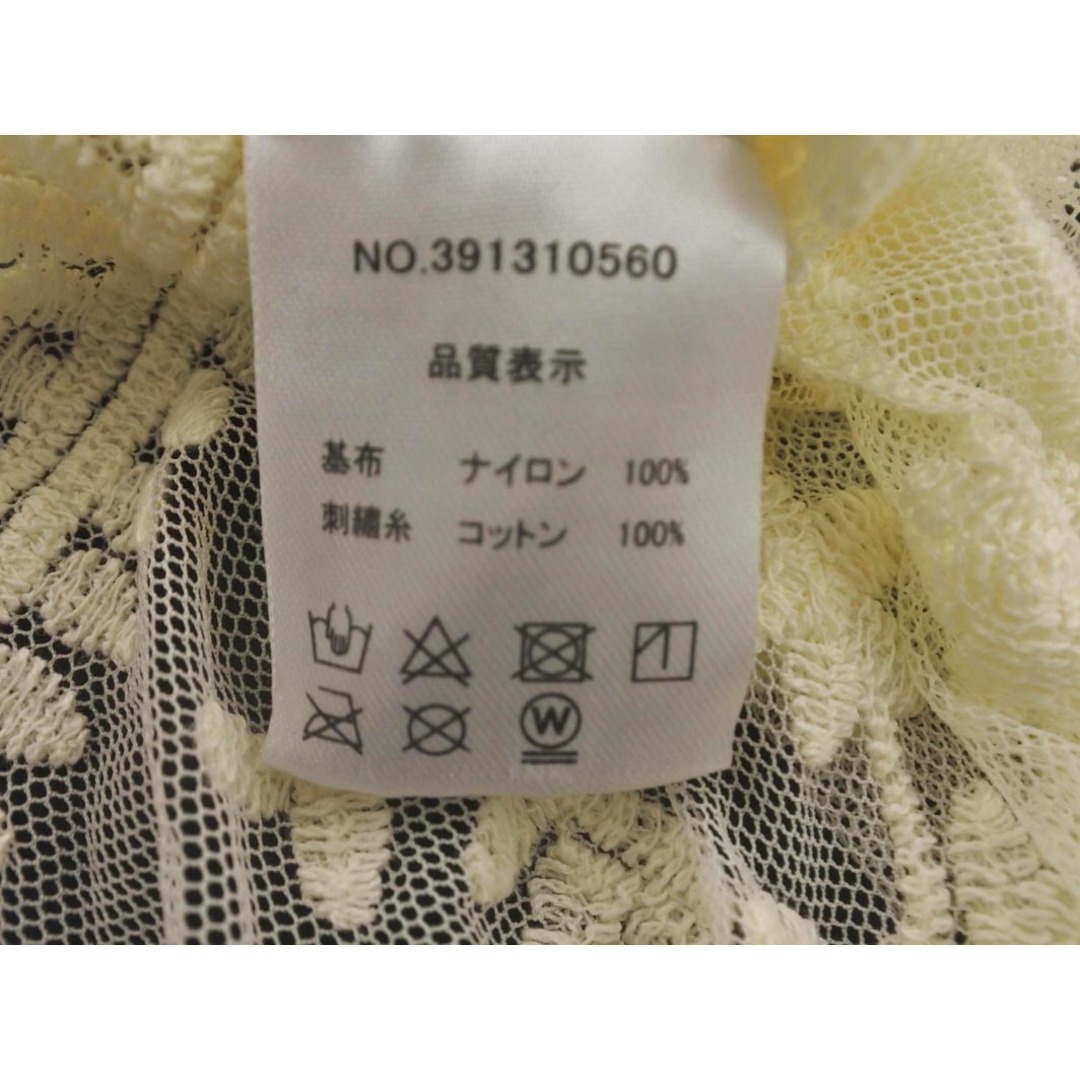 NO.391310560
品質表示
基布 ナイロン 100%
刺繍糸 コットン 100%
W